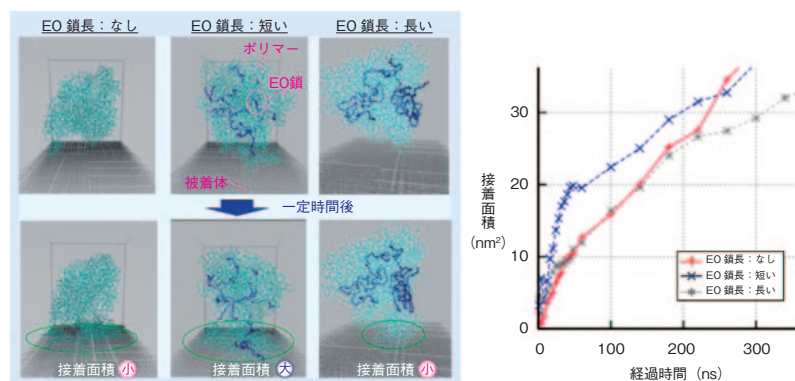 EO 鎖長:なし
EO 鎖長:短い
EO 鎖長:長い
ポリマー
EO鎖
被着体
一定時間後
接着面積 小
接着面積 大
接着面積 小
接着面積
(nm²)
30
20
10
0
EO 鎖長:なし
EO 鎖長:短い
EO 鎖長:長い
0 100 200 300
経過時間(ns)